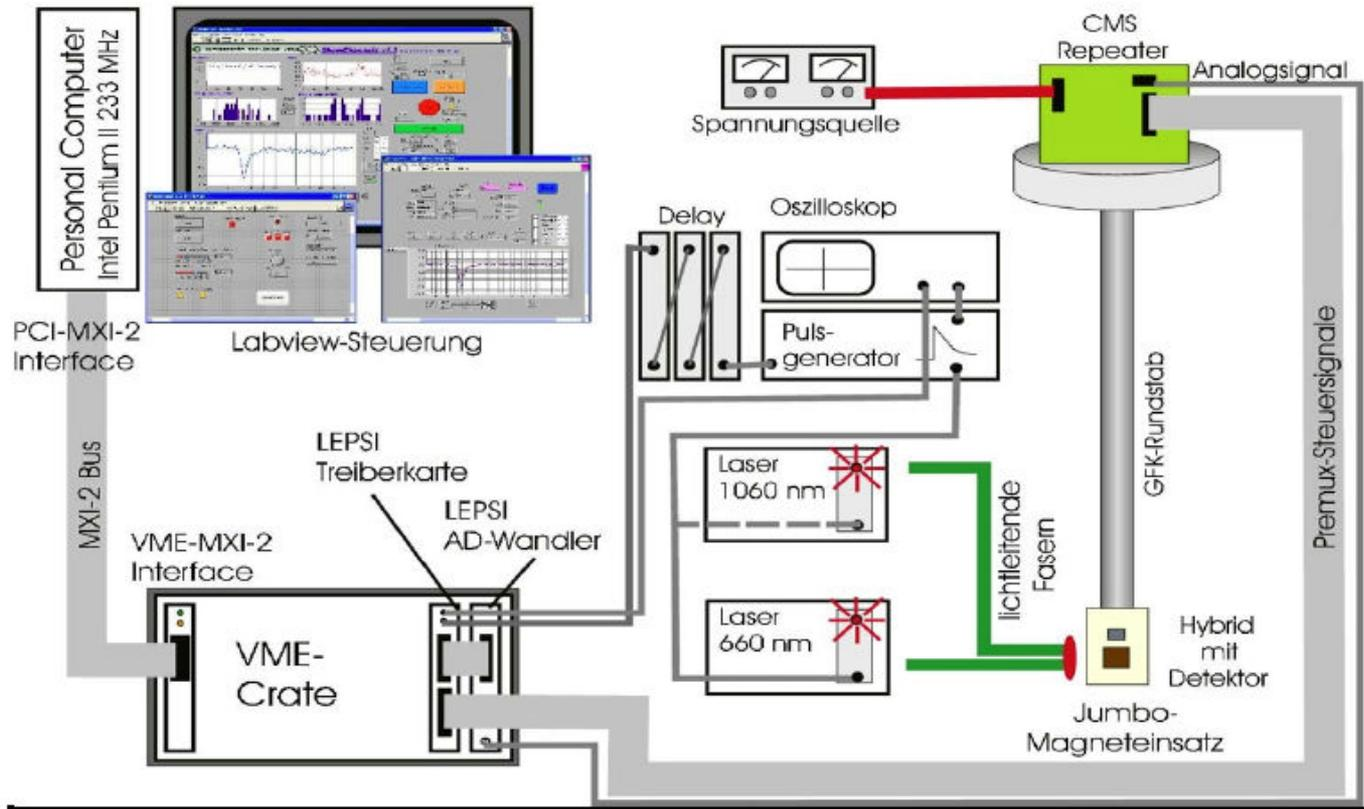 Personal Computer
Intel Pentium II 233 MHz
PCI-MXI-2
Interface
Labview-Steuerung
MXI-2 Bus
VME-MXI-2
Interface
VME-
Crate
LEPSI
Treiberkarte
LEPSI
AD-Wandler
Spannungsquelle
CMS
Repeater
Analogsignal
Delay
Oszilloskop
Puls-
generator
Laser
1060 nm
Laser
660 nm
lichtleitende
Fasern
GFK-Rundstab
Premux-Steuersignale
Hybrid
mit
Detektor
Jumbo-
Magneteinsatz